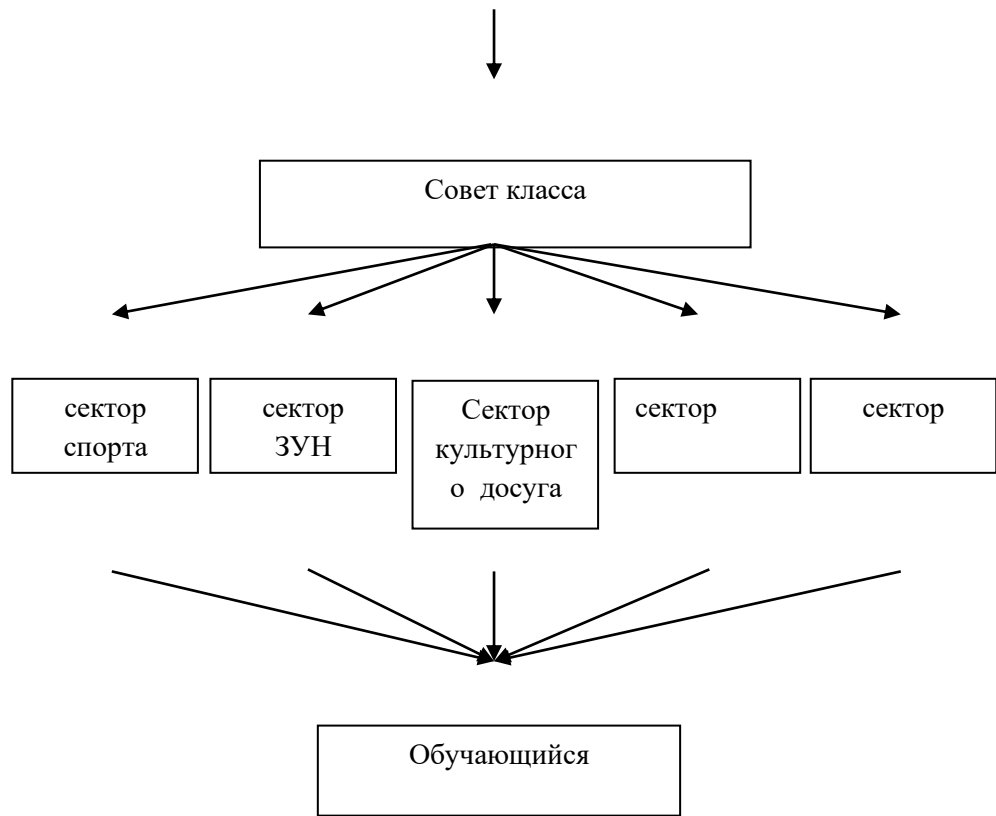 Совет класса
сектор
спорта
сектор
ЗУН
Сектор
культурног
о досуга
сектор
сектор
Обучающийся